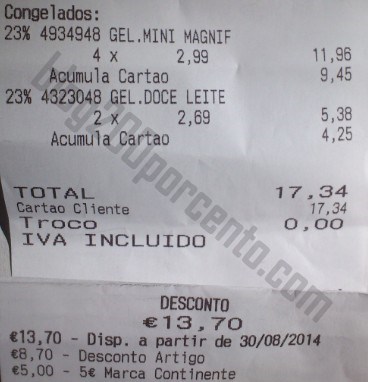 Congelados:
23% 4934948 GEL.MINI MAGNIF
4 x 2,99 11,96
Acumula Cartao 9,45
23% 4323048 GEL.DOCE LEITE
2 x 2,69 5,38
Acumula Cartao 4,25
TOTAL 17,34
Cartao Cliente 17,34
Troco 0,00
IVA INCLUIDO
DESCONTO
€13,70
€13,70 - Disp. a partir de 30/08/2014
€8,70 - Desconto Artigo
€5,00 - 5€ Marca Continente